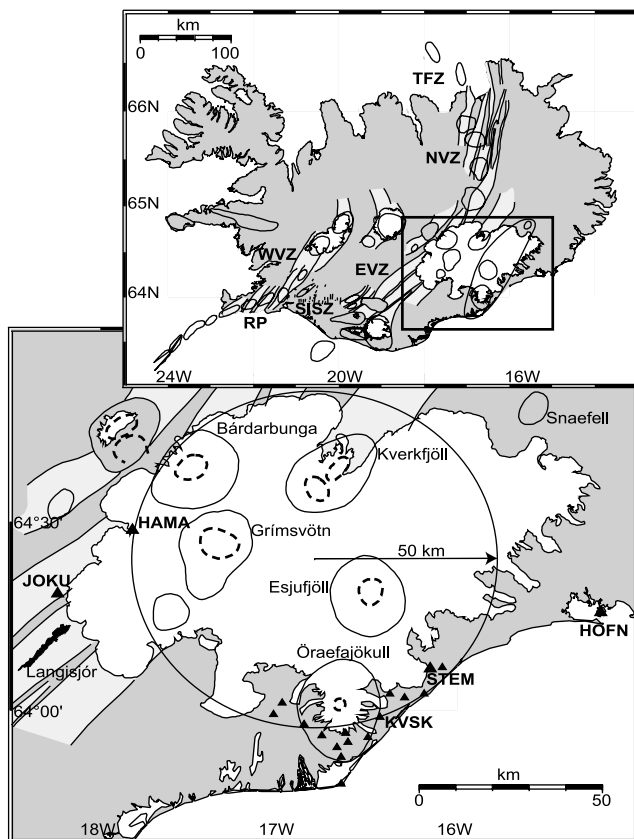 km
0 100
TFZ
66N
NVZ
65N
WVZ
EVZ
64N
SISZ
RP
24W 20W 16W
Snaefell
Bárdarbunga
Kverkfjöll
64°30'
HAMA
Grímsvötn
50 km
JOKU
Esjufjöll
HOFN
Langisjór
Öraefajökull
STEM
64°00'
KVSK
km
0 50
18W 17W 16W